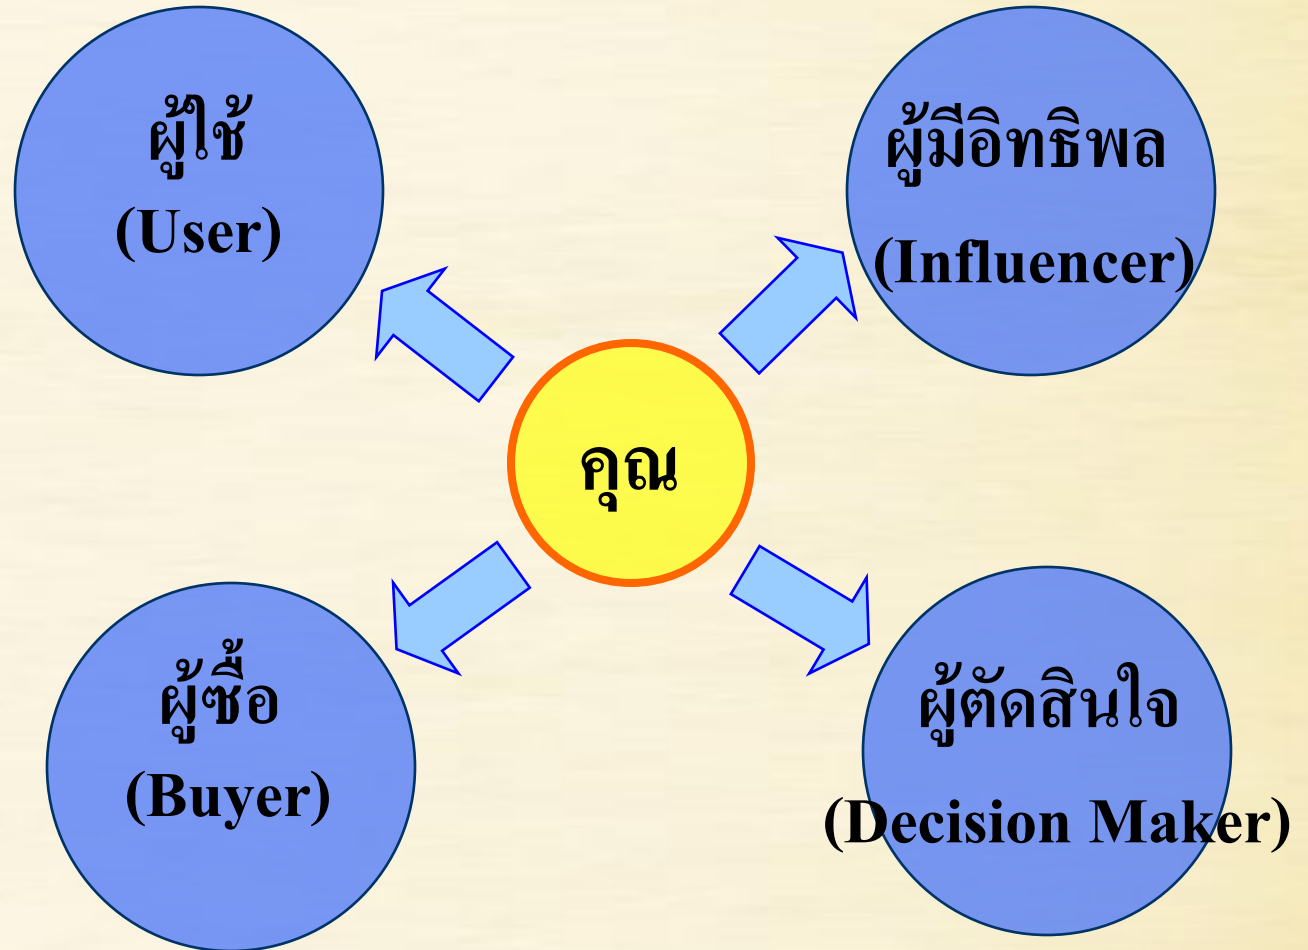 ผู้ใช้
(User)
ผู้มีอิทธิพล
(Influencer)
คุณ
ผู้ซื้อ
(Buyer)
ผู้ตัดสินใจ
(Decision Maker)